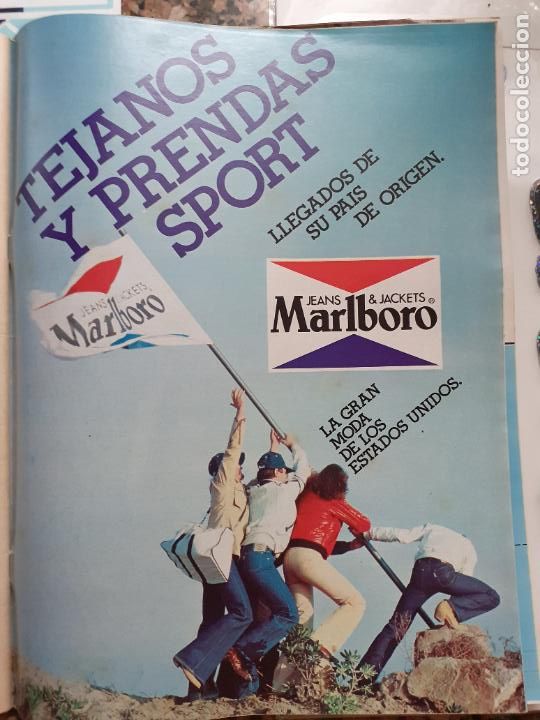 TEJANOS
Y PRENDAS
SPORT
LLEGADOS DE
SU PAIS
DE ORIGEN.
JEANS & JACKETS
Marlboro
JEANS & JACKETS ®
Marlboro
LA GRAN
MODA
DE LOS
ESTADOS UNIDOS.
todocoleccion